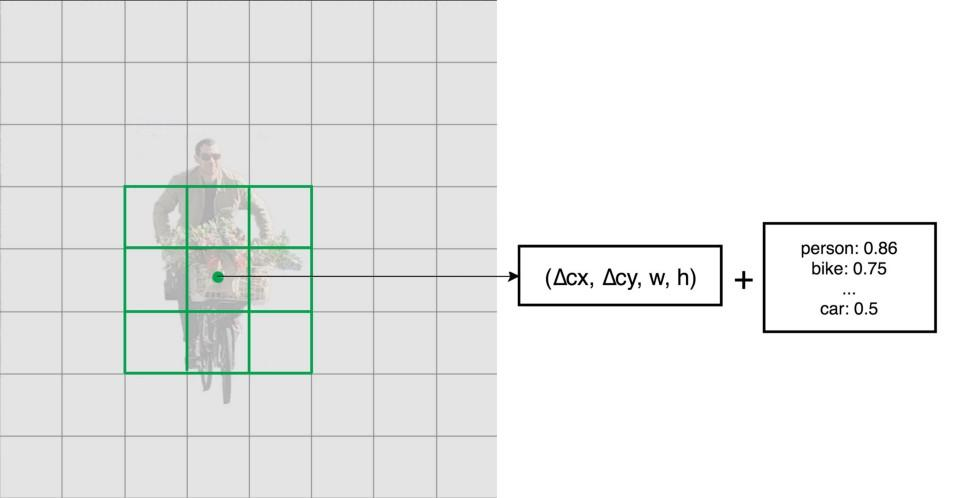 (Δcx, Δcy, w, h)
+
person: 0.86
bike: 0.75
...
car: 0.5